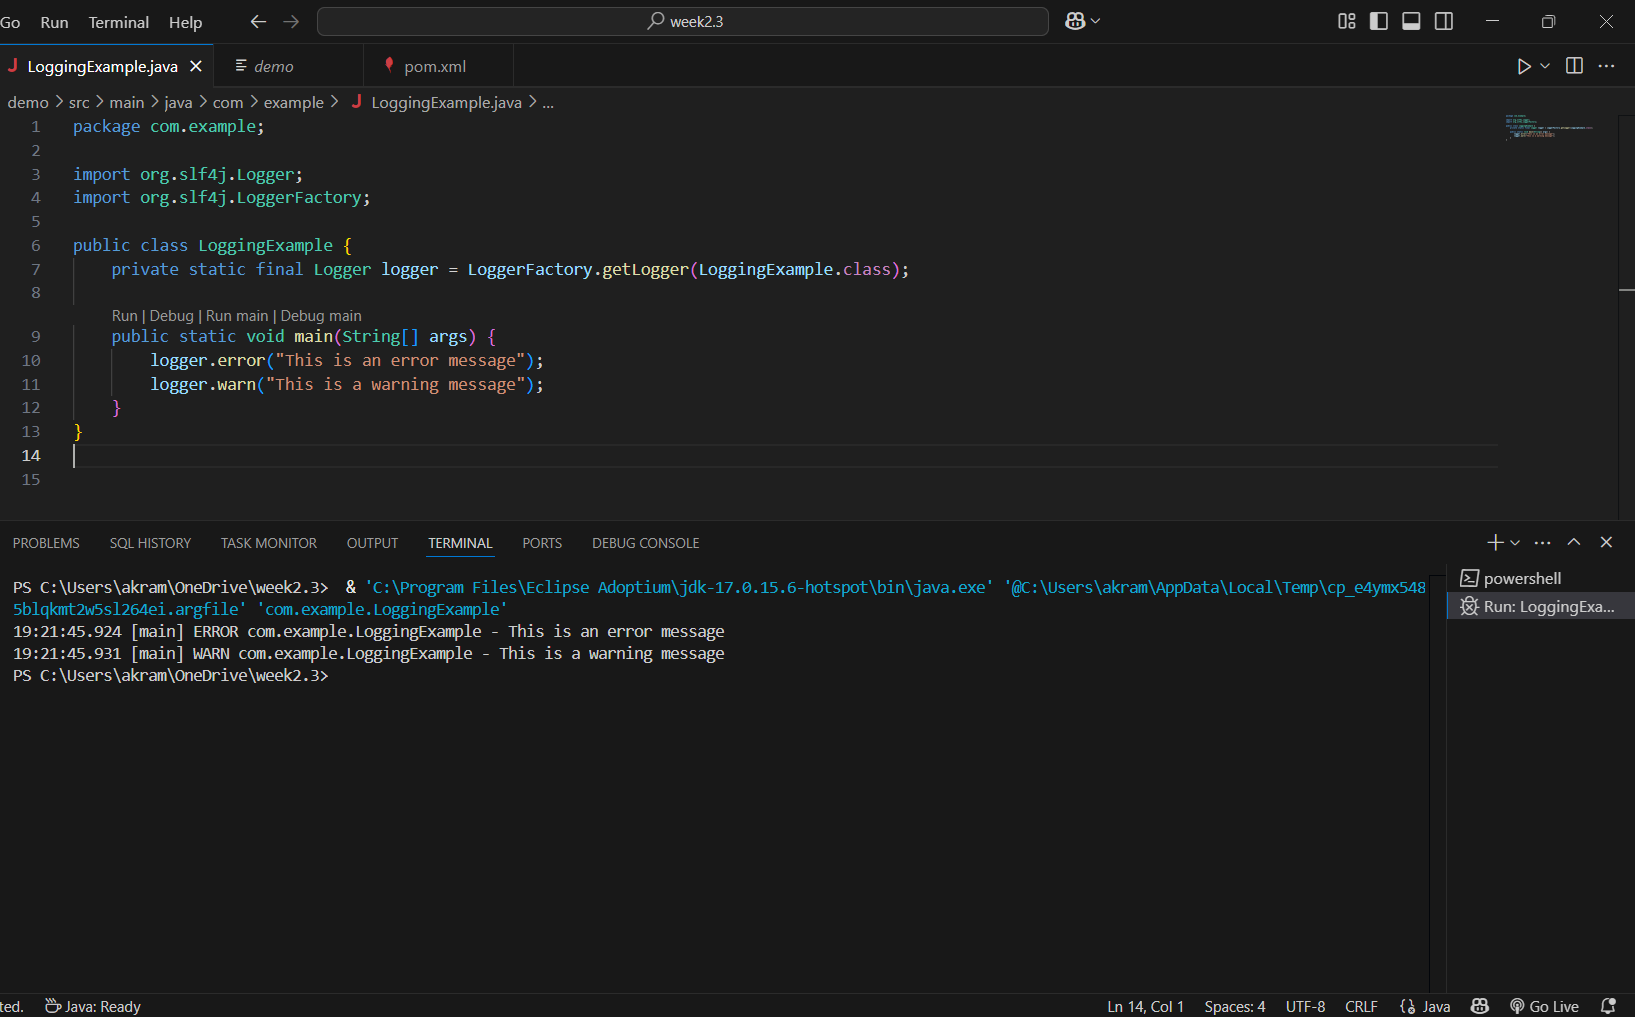 Go Run Terminal Help week2.3
LoggingExample.java demo pom.xml
demo > src > main > java > com > example > J LoggingExample.java > ...
1 package com.example;
2
3 import org.slf4j.Logger;
4 import org.slf4j.LoggerFactory;
5
6 public class LoggingExample {
7 private static final Logger logger = LoggerFactory.getLogger(LoggingExample.class);
8
Run | Debug | Run main | Debug main
9 public static void main(String[] args) {
10 logger.error("This is an error message");
11 logger.warn("This is a warning message");
12 }
13 }
14
15
PROBLEMS SQL HISTORY TASK MONITOR OUTPUT TERMINAL PORTS DEBUG CONSOLE
PS C:\Users\akram\OneDrive\week2.3> & 'C:\Program Files\Eclipse Adoptium\jdk-17.0.15.6-hotspot\bin\java.exe' '@C:\Users\akram\AppData\Local\Temp\cp_e4ymx548
5blqkmt2w5sl264ei.argfile' 'com.example.LoggingExample'
19:21:45.924 [main] ERROR com.example.LoggingExample - This is an error message
19:21:45.931 [main] WARN com.example.LoggingExample - This is a warning message
PS C:\Users\akram\OneDrive\week2.3>
powershell
Run: LoggingExa...
ted. Java: Ready Ln 14, Col 1 Spaces: 4 UTF-8 CRLF Java Go Live